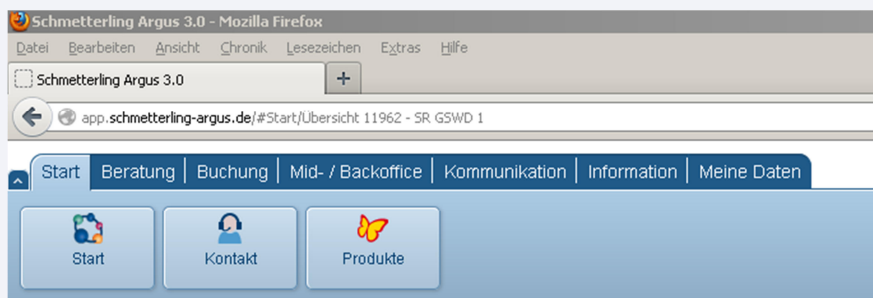 Schmetterling Argus 3.0 - Mozilla Firefox
Datei Bearbeiten Ansicht Chronik Lesezeichen Extras Hilfe
Schmetterling Argus 3.0 +
app.schmetterling-argus.de/#Start/Übersicht 11962 - SR GSWD 1
Start Beratung | Buchung | Mid- / Backoffice | Kommunikation | Information | Meine Daten
Start Kontakt Produkte